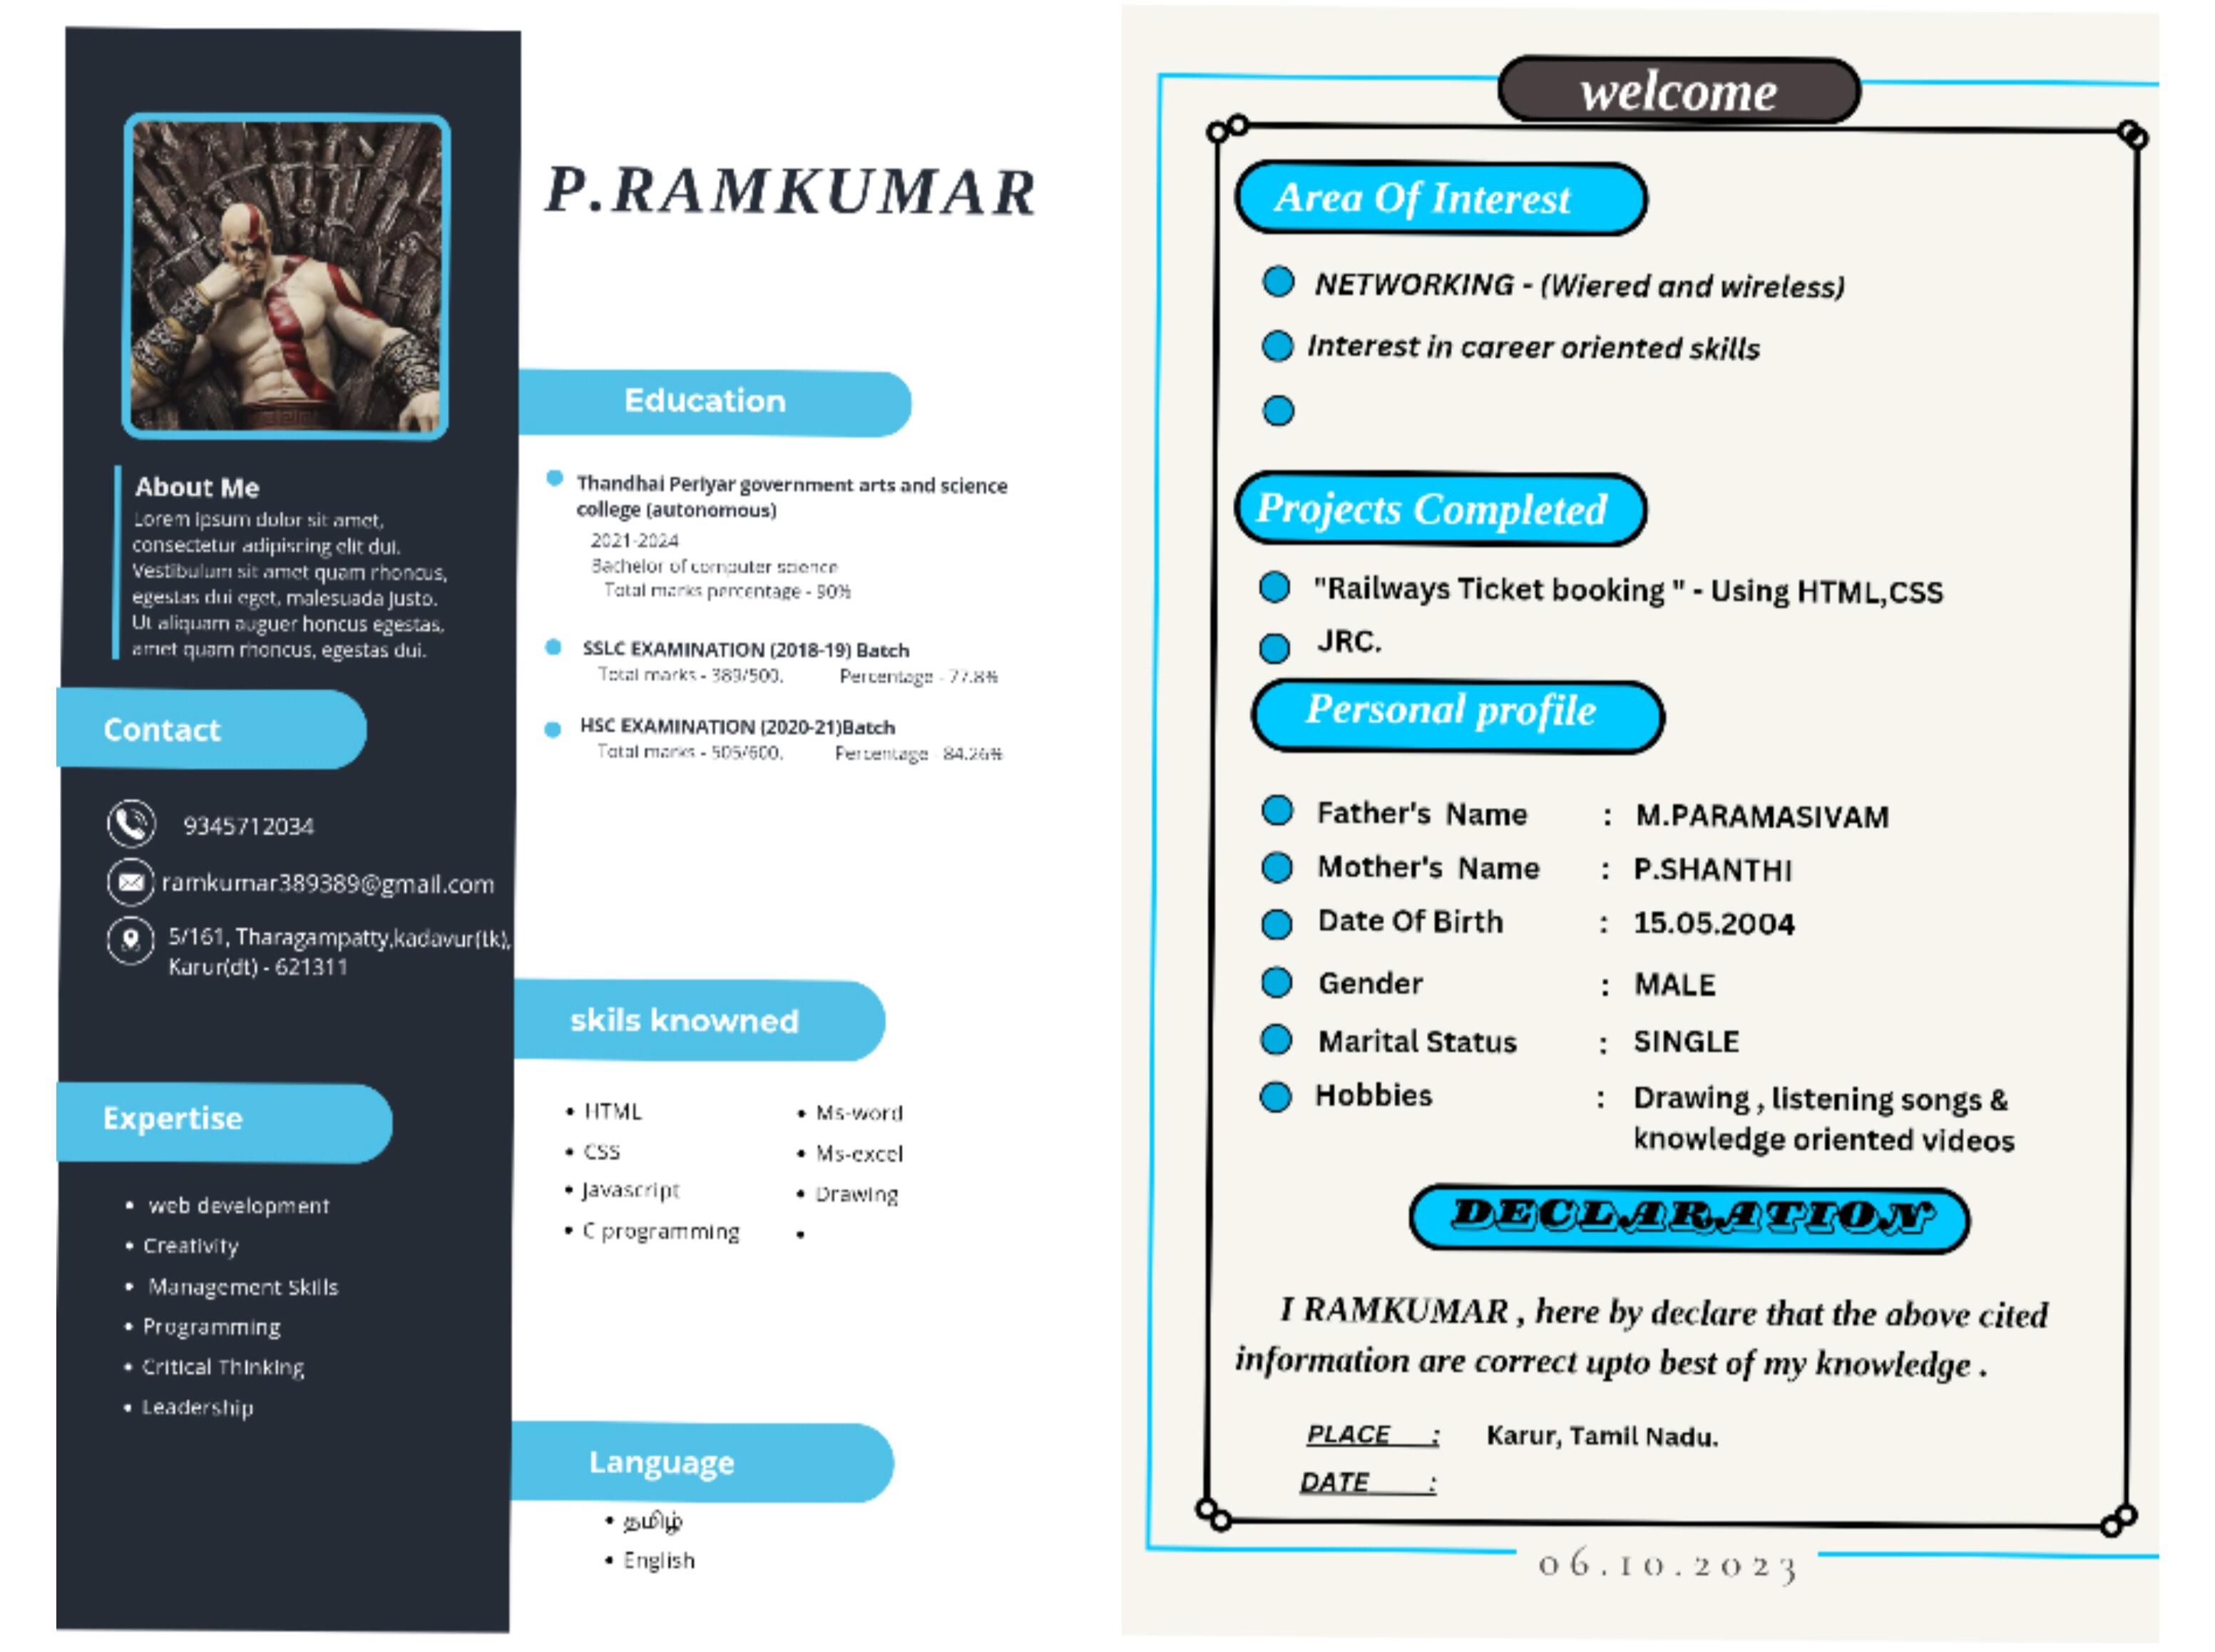 P.RAMKUMAR
About Me
Lorem ipsum dolor sit amet,
consectetur adipiscing elit dui.
Vestibulum sit amet quam rhoncus,
egestas dui eget, malesuada justo.
Ut aliquam auguer honcus egestas,
amet quam rhoncus, egestas dui.
Contact
9345712034
ramkumar389389@gmail.com
5/161, Tharagampatty,kadavur(tk),
Karur(dt) - 621311
Expertise
• web development
• Creativity
• Management Skills
• Programming
• Critical Thinking
• Leadership
Education
Thandhai Periyar government arts and science
college (autonomous)
2021-2024
Bachelor of computer science
Total marks percentage - 90%
SSLC EXAMINATION (2018-19) Batch
Total marks - 389/500. Percentage - 77.8%
HSC EXAMINATION (2020-21)Batch
Total marks - 505/600. Percentage - 84.26%
skils knowned
• HTML
• CSS
• Javascript
• C programming
• Ms-word
• Ms-excel
• Drawing
•
Language
• தமிழ்
• English
welcome
Area Of Interest
NETWORKING - (Wiered and wireless)
Interest in career oriented skills
Projects Completed
"Railways Ticket booking " - Using HTML,CSS
JRC.
Personal profile
Father's Name : M.PARAMASIVAM
Mother's Name : P.SHANTHI
Date Of Birth : 15.05.2004
Gender : MALE
Marital Status : SINGLE
Hobbies : Drawing , listening songs &
knowledge oriented videos
DECLARATION
I RAMKUMAR , here by declare that the above cited
information are correct upto best of my knowledge .
PLACE : Karur, Tamil Nadu.
DATE :
06.10.2023